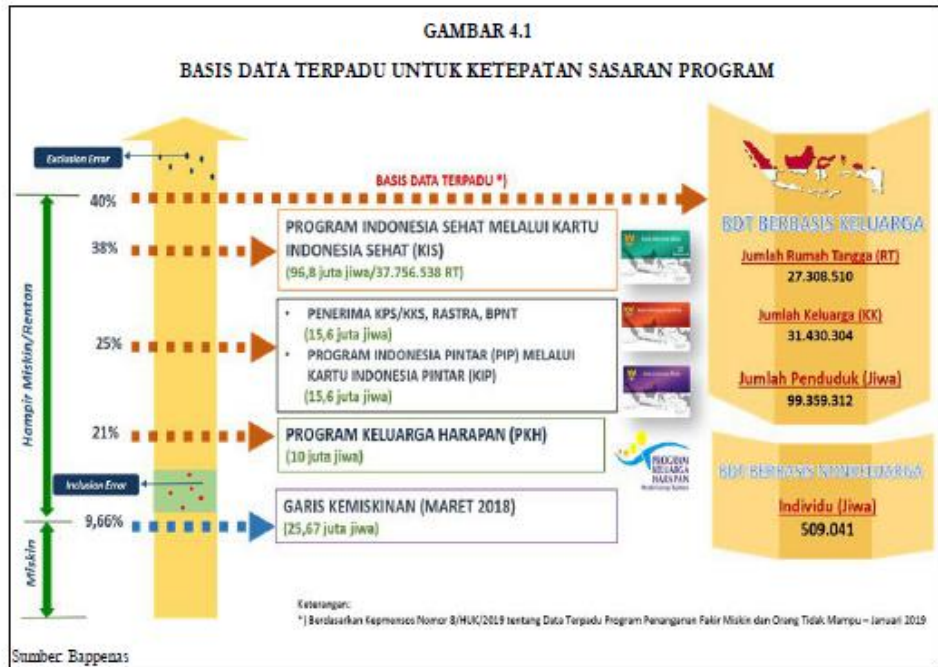 GAMBAR 4.1
BASIS DATA TERPADU UNTUK KETEPATAN SASARAN PROGRAM
Exclusion Error
BASIS DATA TERPADU *)
40%
38%
PROGRAM INDONESIA SEHAT MELALUI KARTU
INDONESIA SEHAT (KIS)
(96,8 juta jiwa/37.756.538 RT)
25%
• PENERIMA KPS/KKS, RASTRA, BPNT
(15,6 juta jiwa)
• PROGRAM INDONESIA PINTAR (PIP) MELALUI
KARTU INDONESIA PINTAR (KIP)
(15,6 juta jiwa)
21%
PROGRAM KELUARGA HARAPAN (PKH)
(10 juta jiwa)
Inclusion Error
9,66%
GARIS KEMISKINAN (MARET 2018)
(25,67 juta jiwa)
Hampir Miskin/Renton
Miskin
PROGRAM
KELUARGA
HARAPAN
BDT BERBASIS KELUARGA
Jumlah Rumah Tangga (RT)
27.308.510
Jumlah Keluarga (KK)
31.430.304
Jumlah Penduduk (Jiwa)
99.359.312
BDT BERBASIS NONKELUARGA
Individu (Jiwa)
509.041
Keterangan:
*) Berdasarkan Kepmensos Nomor 8/HUK/2019 tentang Data Terpadu Program Penanganan Fakir Miskin dan Orang Tidak Mampu – Januari 2019
Sumber: Bappenas